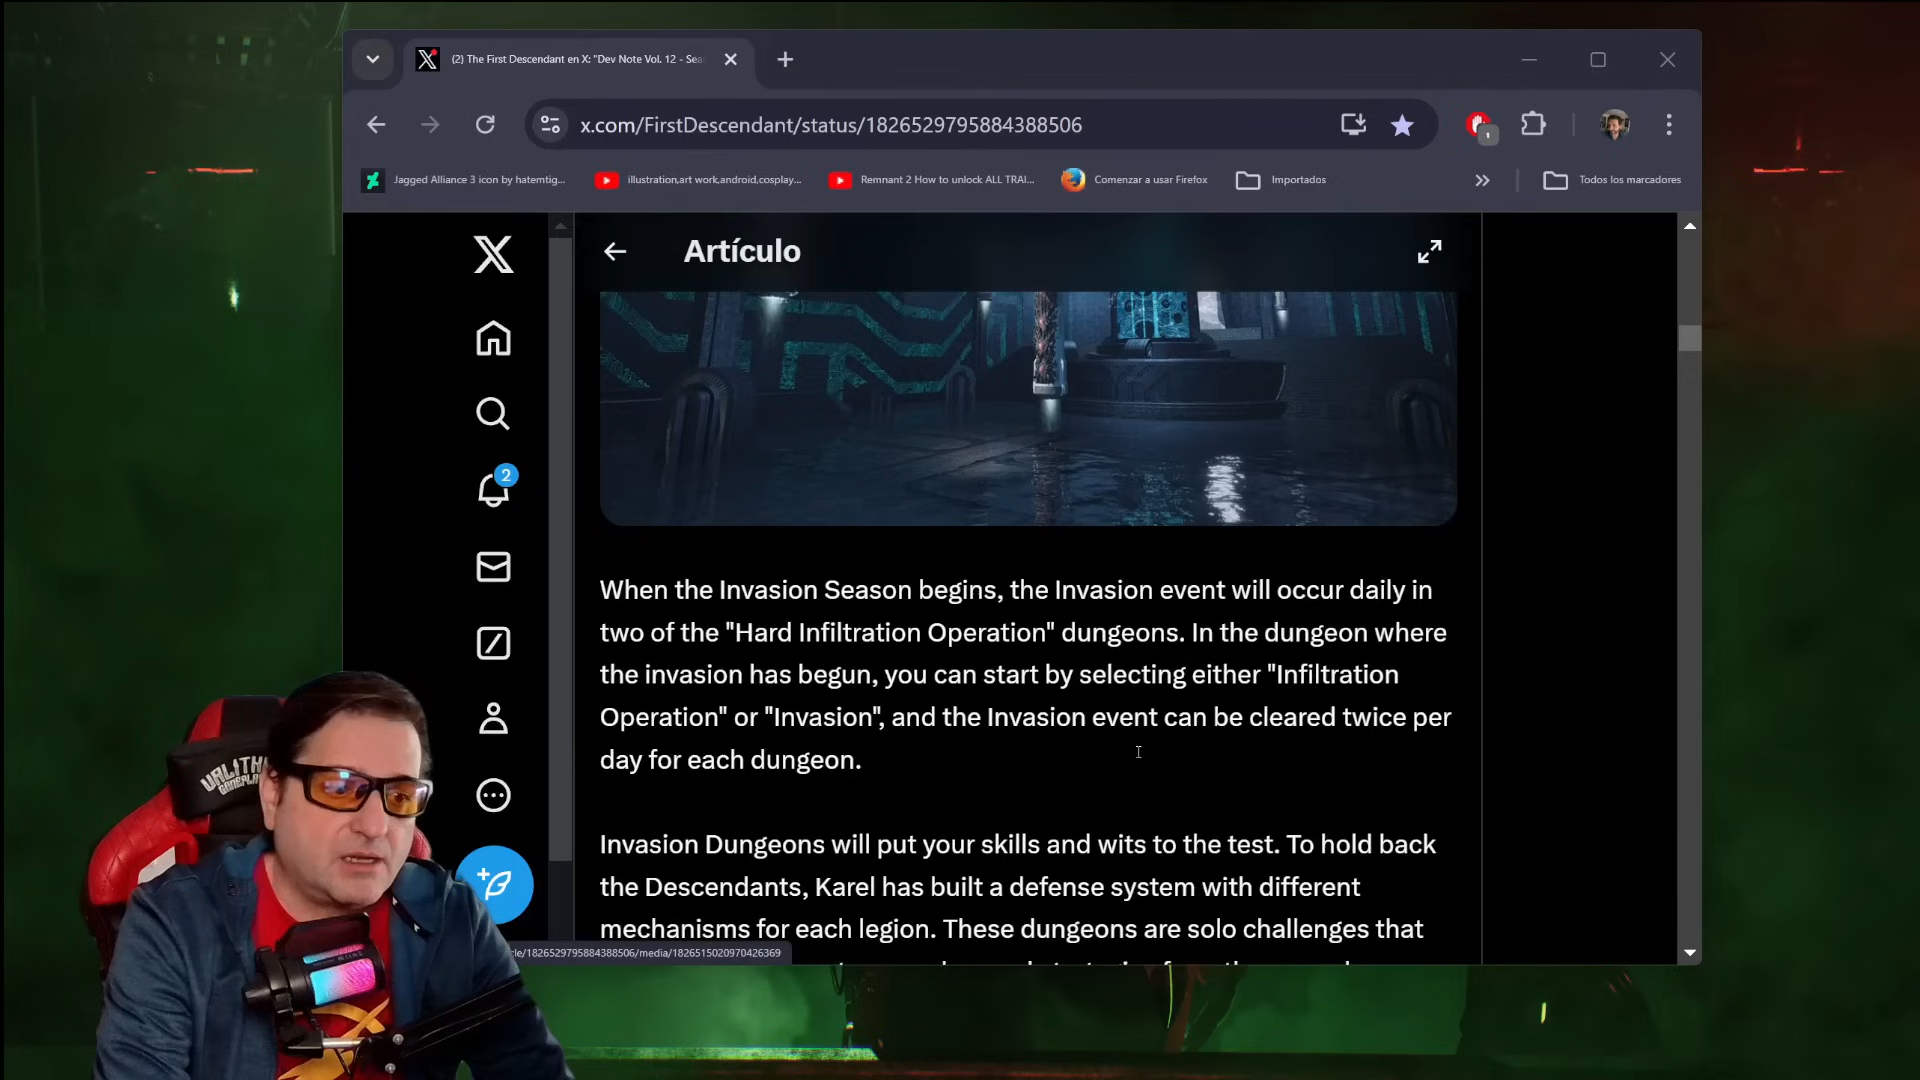 (2) The First Descendant en X: "Dev Note Vol. 12 - Sea
x.com/FirstDescendant/status/1826529795884388506
1
Jagged Alliance 3 icon by hatemtig...
illustration,art work,android,cosplay...
Remnant 2 How to unlock ALL TRAI...
Comenzar a usar Firefox
Importados
Todos los marcadores
Artículo
2
When the Invasion Season begins, the Invasion event will occur daily in
two of the "Hard Infiltration Operation" dungeons. In the dungeon where
the invasion has begun, you can start by selecting either "Infiltration
Operation" or "Invasion", and the Invasion event can be cleared twice per
day for each dungeon.
Invasion Dungeons will put your skills and wits to the test. To hold back
the Descendants, Karel has built a defense system with different
mechanisms for each legion. These dungeons are solo challenges that
cle/1826529795884388506/media/1826515020970426369